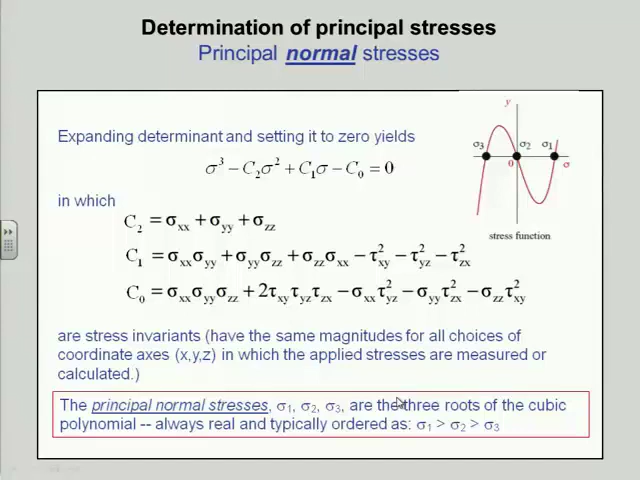 Determination of principal stresses
Principal normal stresses
Expanding determinant and setting it to zero yields
σ³ − C₂σ² + C₁σ − C₀ = 0
in which
C₂ = σxx + σyy + σzz
C₁ = σxxσyy + σyyσzz + σzzσxx − τ²xy − τ²yz − τ²zx
C₀ = σxxσyyσzz + 2τxyτyzτzx − σxxτ²yz − σyyτ²zx − σzzτ²xy
y
σ₃ σ₂ σ₁
0 σ
stress function
are stress invariants (have the same magnitudes for all choices of
coordinate axes (x,y,z) in which the applied stresses are measured or
calculated.)
The principal normal stresses, σ₁, σ₂, σ₃, are the three roots of the cubic
polynomial -- always real and typically ordered as: σ₁ > σ₂ > σ₃